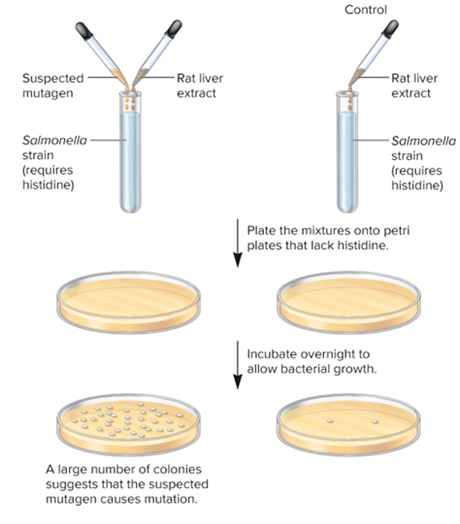 Control
Suspected
mutagen
Rat liver
extract
Rat liver
extract
Salmonella
strain
(requires
histidine)
Salmonella
strain
(requires
histidine)
Plate the mixtures onto petri
plates that lack histidine.
Incubate overnight to
allow bacterial growth.
A large number of colonies
suggests that the suspected
mutagen causes mutation.